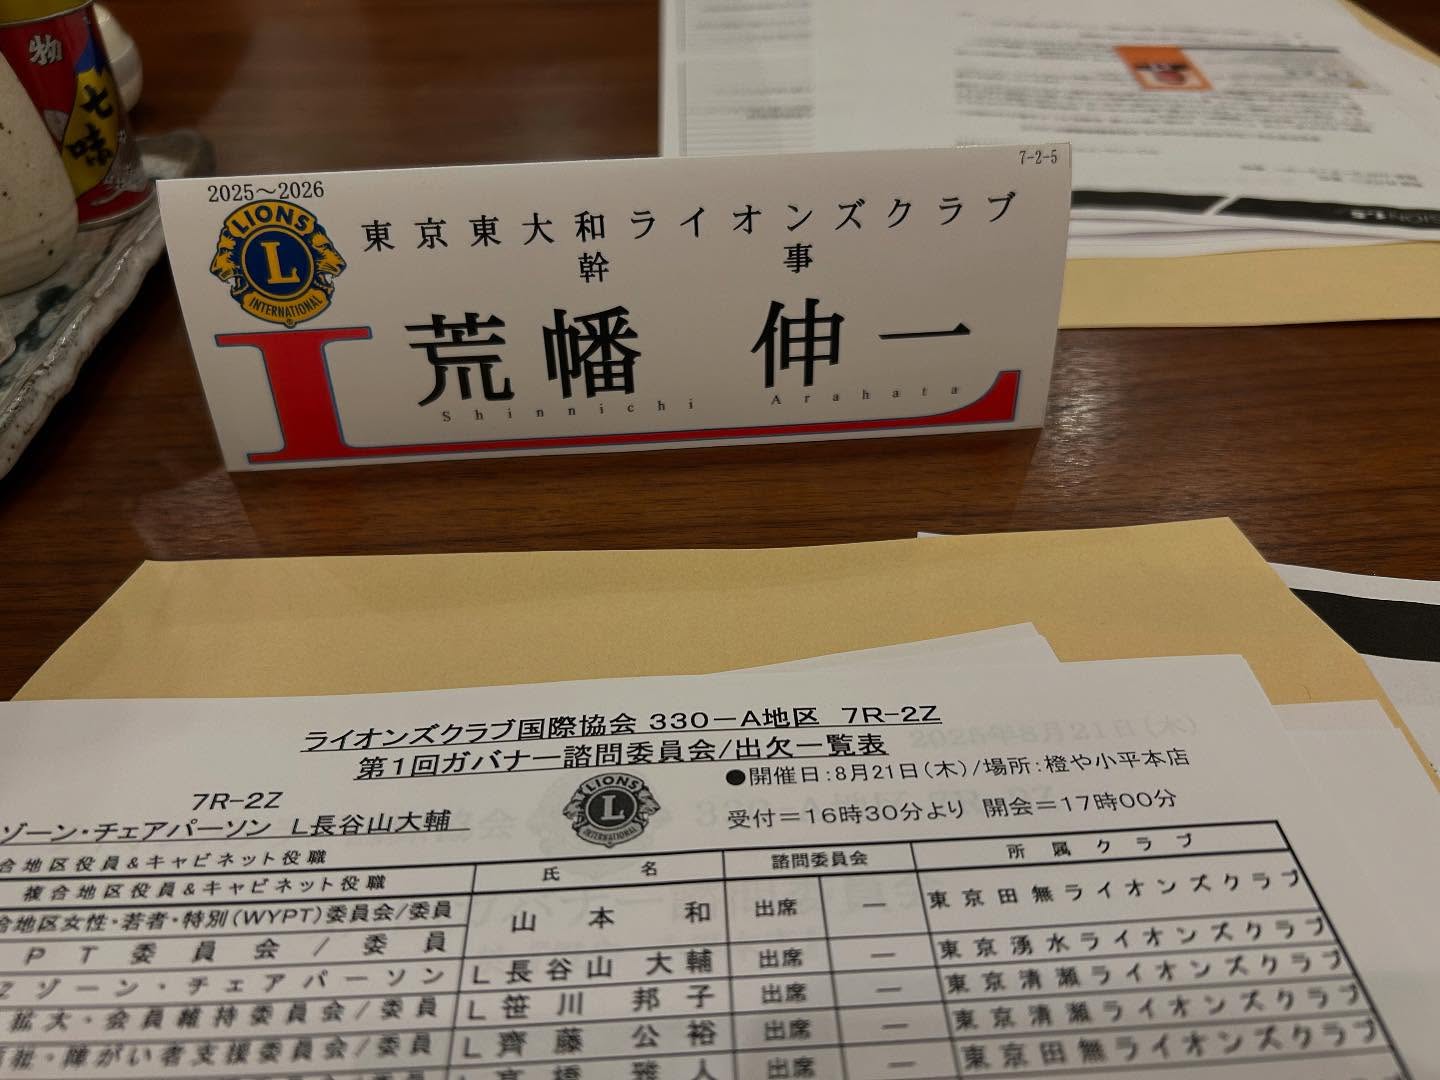 物
七味
7-2-5
2025～2026
LIONS
L
INTERNATIONAL
東京東大和ライオンズクラブ
幹事
荒幡 伸一
Shinnichi Arahata
ライオンズクラブ国際協会 330－A地区 7R-2Z
第1回ガバナー諮問委員会/出欠一覧表
●開催日：8月21日（木）/場所：橙や小平本店
受付＝16時30分より 開会＝17時00分
7R-2Z
ゾーン・チェアパーソン L長谷山大輔
LIONS
L
INTERNATIONAL
合地区役員＆キャビネット役職 氏名 諮問委員会 所属クラブ
複合地区役員＆キャビネット役職
合地区女性・若者・特別（WYPT）委員会/委員 山本 和 出席 ― 東京田無ライオンズクラブ
PT委員会/委員
Zゾーン・チェアパーソン L長谷山 大輔 出席 ― 東京湧水ライオンズクラブ
拡大・会員維持委員会/委員 L笹川 邦子 出席 ― 東京清瀬ライオンズクラブ
祉・障がい者支援委員会/委員 L齊藤 公裕 出席 ― 東京清瀬ライオンズクラブ
雅人 出席 ― 東京田無ライオンズクラブ